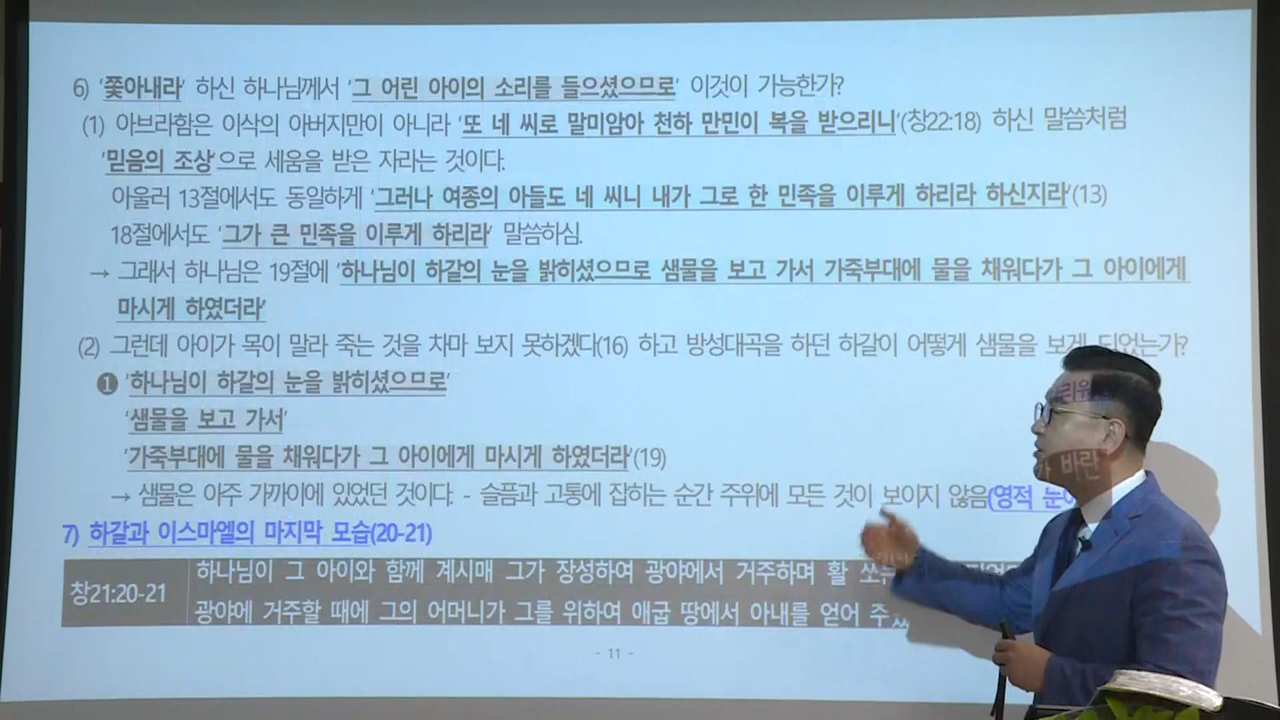 6) '쫓아내라' 하신 하나님께서 '그 어린 아이의 소리를 들으셨으므로' 이것이 가능한가?
(1) 아브라함은 이삭의 아버지만이 아니라 '또 네 씨로 말미암아 천하 만민이 복을 받으리니'(창22:18) 하신 말씀처럼
'믿음의 조상'으로 세움을 받은 자라는 것이다.
아울러 13절에서도 동일하게 '그러나 여종의 아들도 네 씨니 내가 그로 한 민족을 이루게 하리라 하신지라'(13)
18절에서도 '그가 큰 민족을 이루게 하리라' 말씀하심.
→ 그래서 하나님은 19절에 '하나님이 하갈의 눈을 밝히셨으므로 샘물을 보고 가서 가죽부대에 물을 채워다가 그 아이에게
마시게 하였더라'
(2) 그런데 아이가 목이 말라 죽는 것을 차마 보지 못하겠다(16) 하고 방성대곡을 하던 하갈이 어떻게 샘물을 보게 되었는가?
❶ '하나님이 하갈의 눈을 밝히셨으므로'
'샘물을 보고 가서'
'가죽부대에 물을 채워다가 그 아이에게 마시게 하였더라'(19)
→ 샘물은 아주 가까이에 있었던 것이다. - 슬픔과 고통에 잡히는 순간 주위에 모든 것이 보이지 않음(영적
7) 하갈과 이스마엘의 마지막 모습(20-21)
창21:20-21 하나님이 그 아이와 함께 계시매 그가 장성하여 광야에서 거주하며 활
광야에 거주할 때에 그의 어머니가 그를 위하여 애굽 땅에서 아내를 얻어
- 11 -